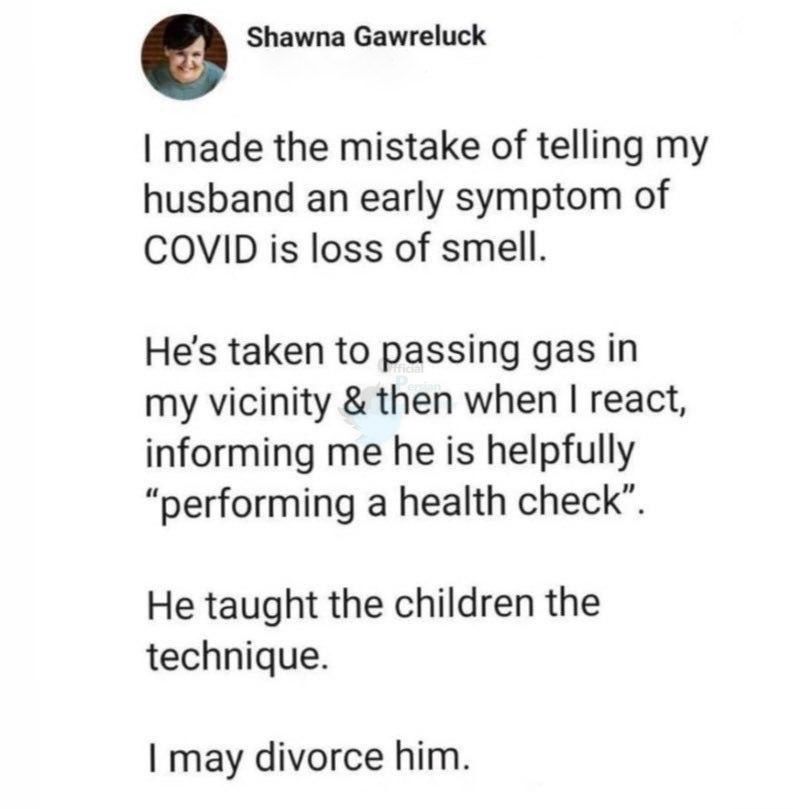 Shawna Gawreluck
I made the mistake of telling my
husband an early symptom of
COVID is loss of smell.
He's taken to passing gas in
my vicinity & then when I react,
informing me he is helpfully
“performing a health check”.
He taught the children the
technique.
I may divorce him.
Official
Persian